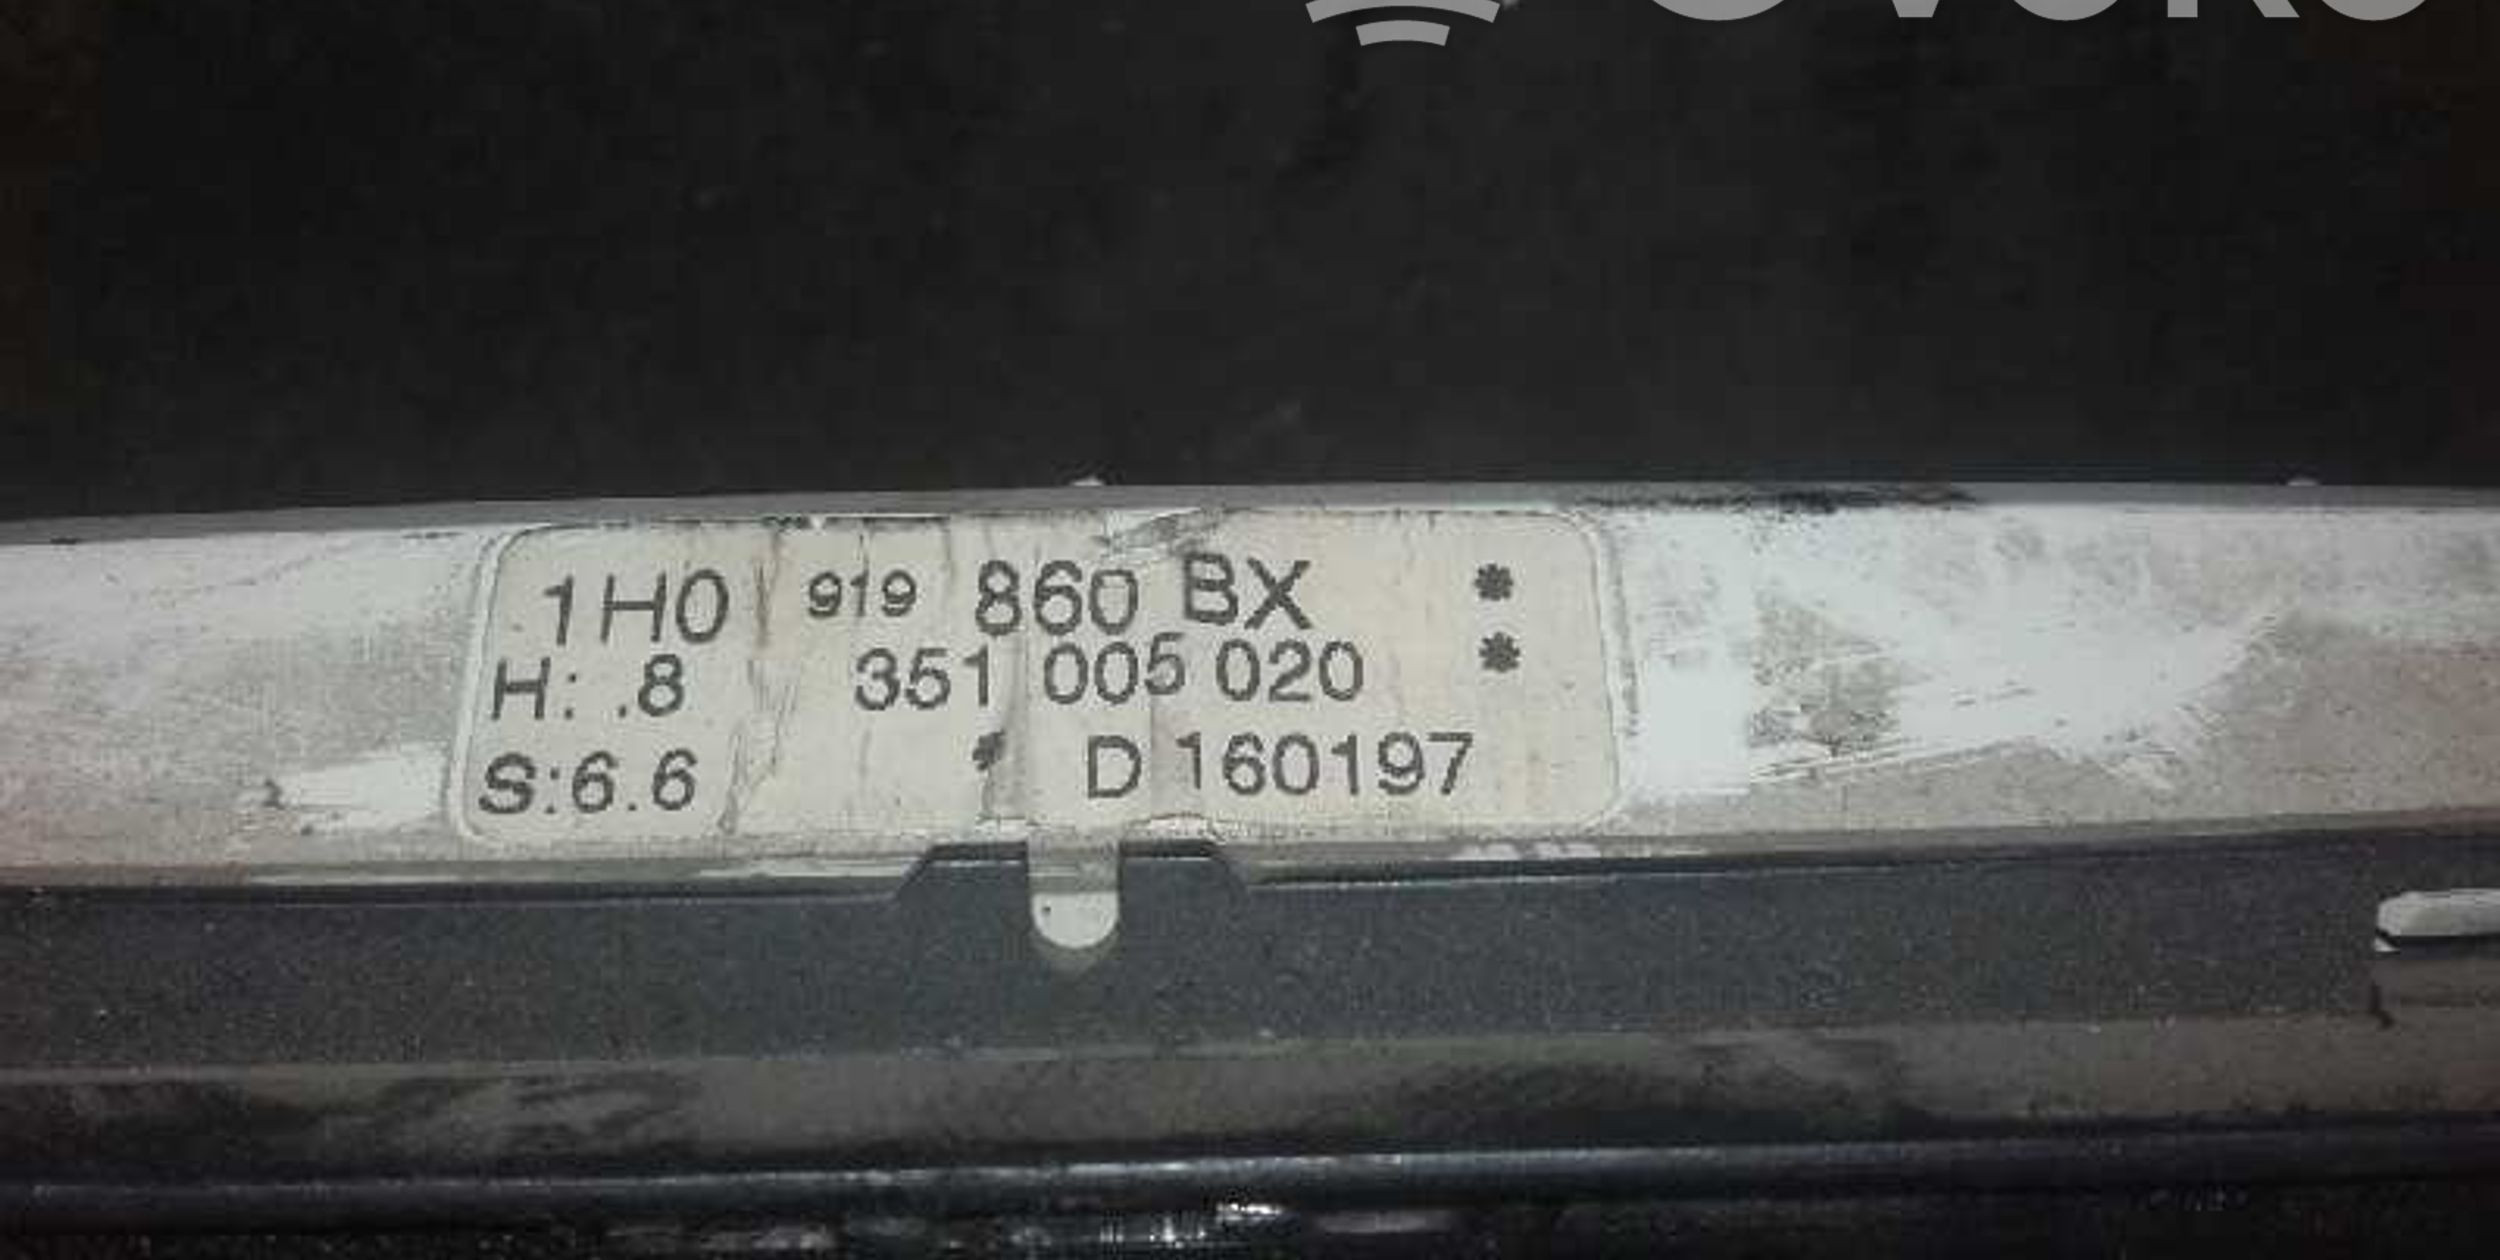 1H0 919 860 BX *
H: .8 351 005 020 *
S:6.6 * D 160197